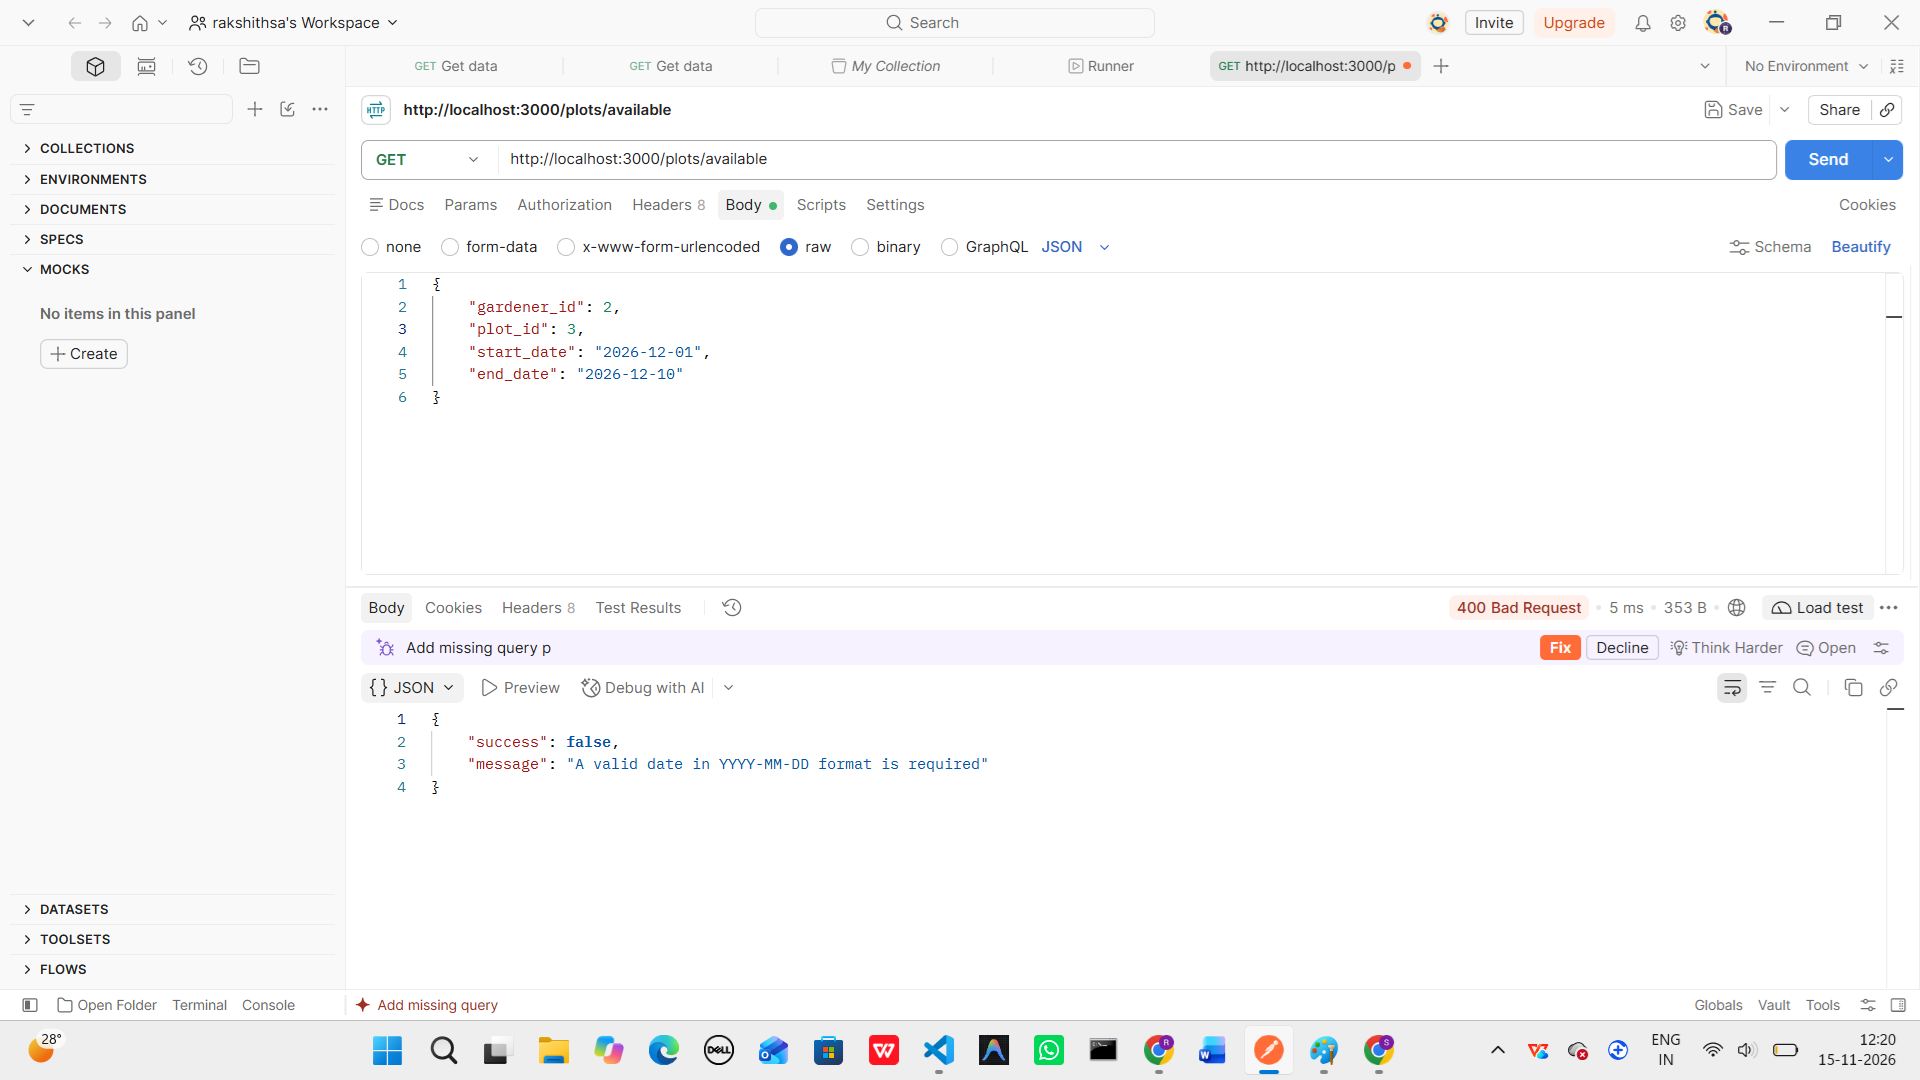 rakshithsa's Workspace
Search
Invite
Upgrade
GET Get data
GET Get data
My Collection
Runner
GET http://localhost:3000/p
No Environment
HTTP
http://localhost:3000/plots/available
Save
Share
COLLECTIONS
ENVIRONMENTS
DOCUMENTS
SPECS
MOCKS
No items in this panel
Create
GET
http://localhost:3000/plots/available
Send
Docs
Params
Authorization
Headers 8
Body
Scripts
Settings
Cookies
none
form-data
x-www-form-urlencoded
raw
binary
GraphQL
JSON
Schema
Beautify
1 {
2 "gardener_id": 2,
3 "plot_id": 3,
4 "start_date": "2026-12-01",
5 "end_date": "2026-12-10"
6 }
Body
Cookies
Headers 8
Test Results
400 Bad Request
5 ms
353 B
Load test
Add missing query p
Fix
Decline
Think Harder
Open
{} JSON
Preview
Debug with AI
1 {
2 "success": false,
3 "message": "A valid date in YYYY-MM-DD format is required"
4 }
DATASETS
TOOLSETS
FLOWS
Open Folder
Terminal
Console
Add missing query
Globals
Vault
Tools
28°
DELL
ENG
IN
12:20
15-11-2026